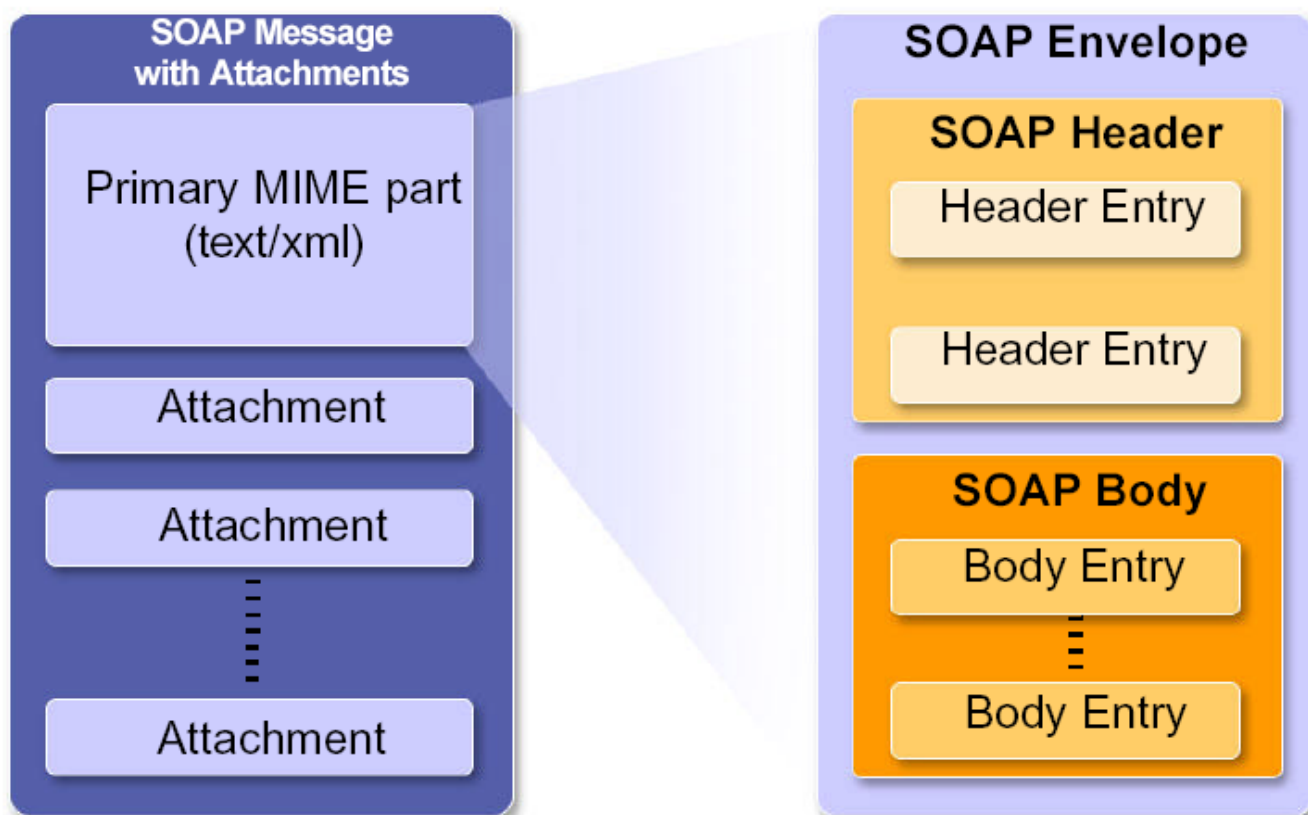 SOAP Message
with Attachments
Primary MIME part
(text/xml)
Attachment
Attachment
Attachment
SOAP Envelope
SOAP Header
Header Entry
Header Entry
SOAP Body
Body Entry
Body Entry